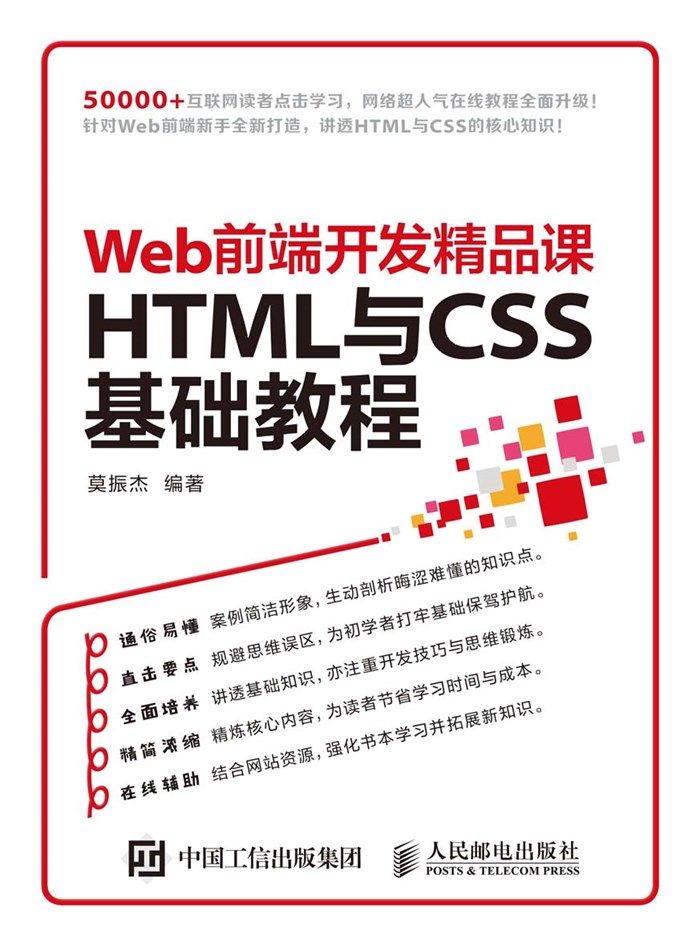 50000+互联网读者点击学习，网络超人气在线教程全面升级！
针对Web前端新手全新打造，讲透HTML与CSS的核心知识！
Web前端开发精品课
HTML与CSS
基础教程
莫振杰 编著
通俗易懂 案例简洁形象，生动剖析晦涩难懂的知识点。
直击要点 规避思维误区，为初学者打牢基础保驾护航。
全面培养 讲透基础知识，亦注重开发技巧与思维锻炼。
精简浓缩 精炼核心内容，为读者节省学习时间与成本。
在线辅助 结合网站资源，强化书本学习并拓展新知识。
中国工信出版集团
人民邮电出版社
POSTS & TELECOM PRESS